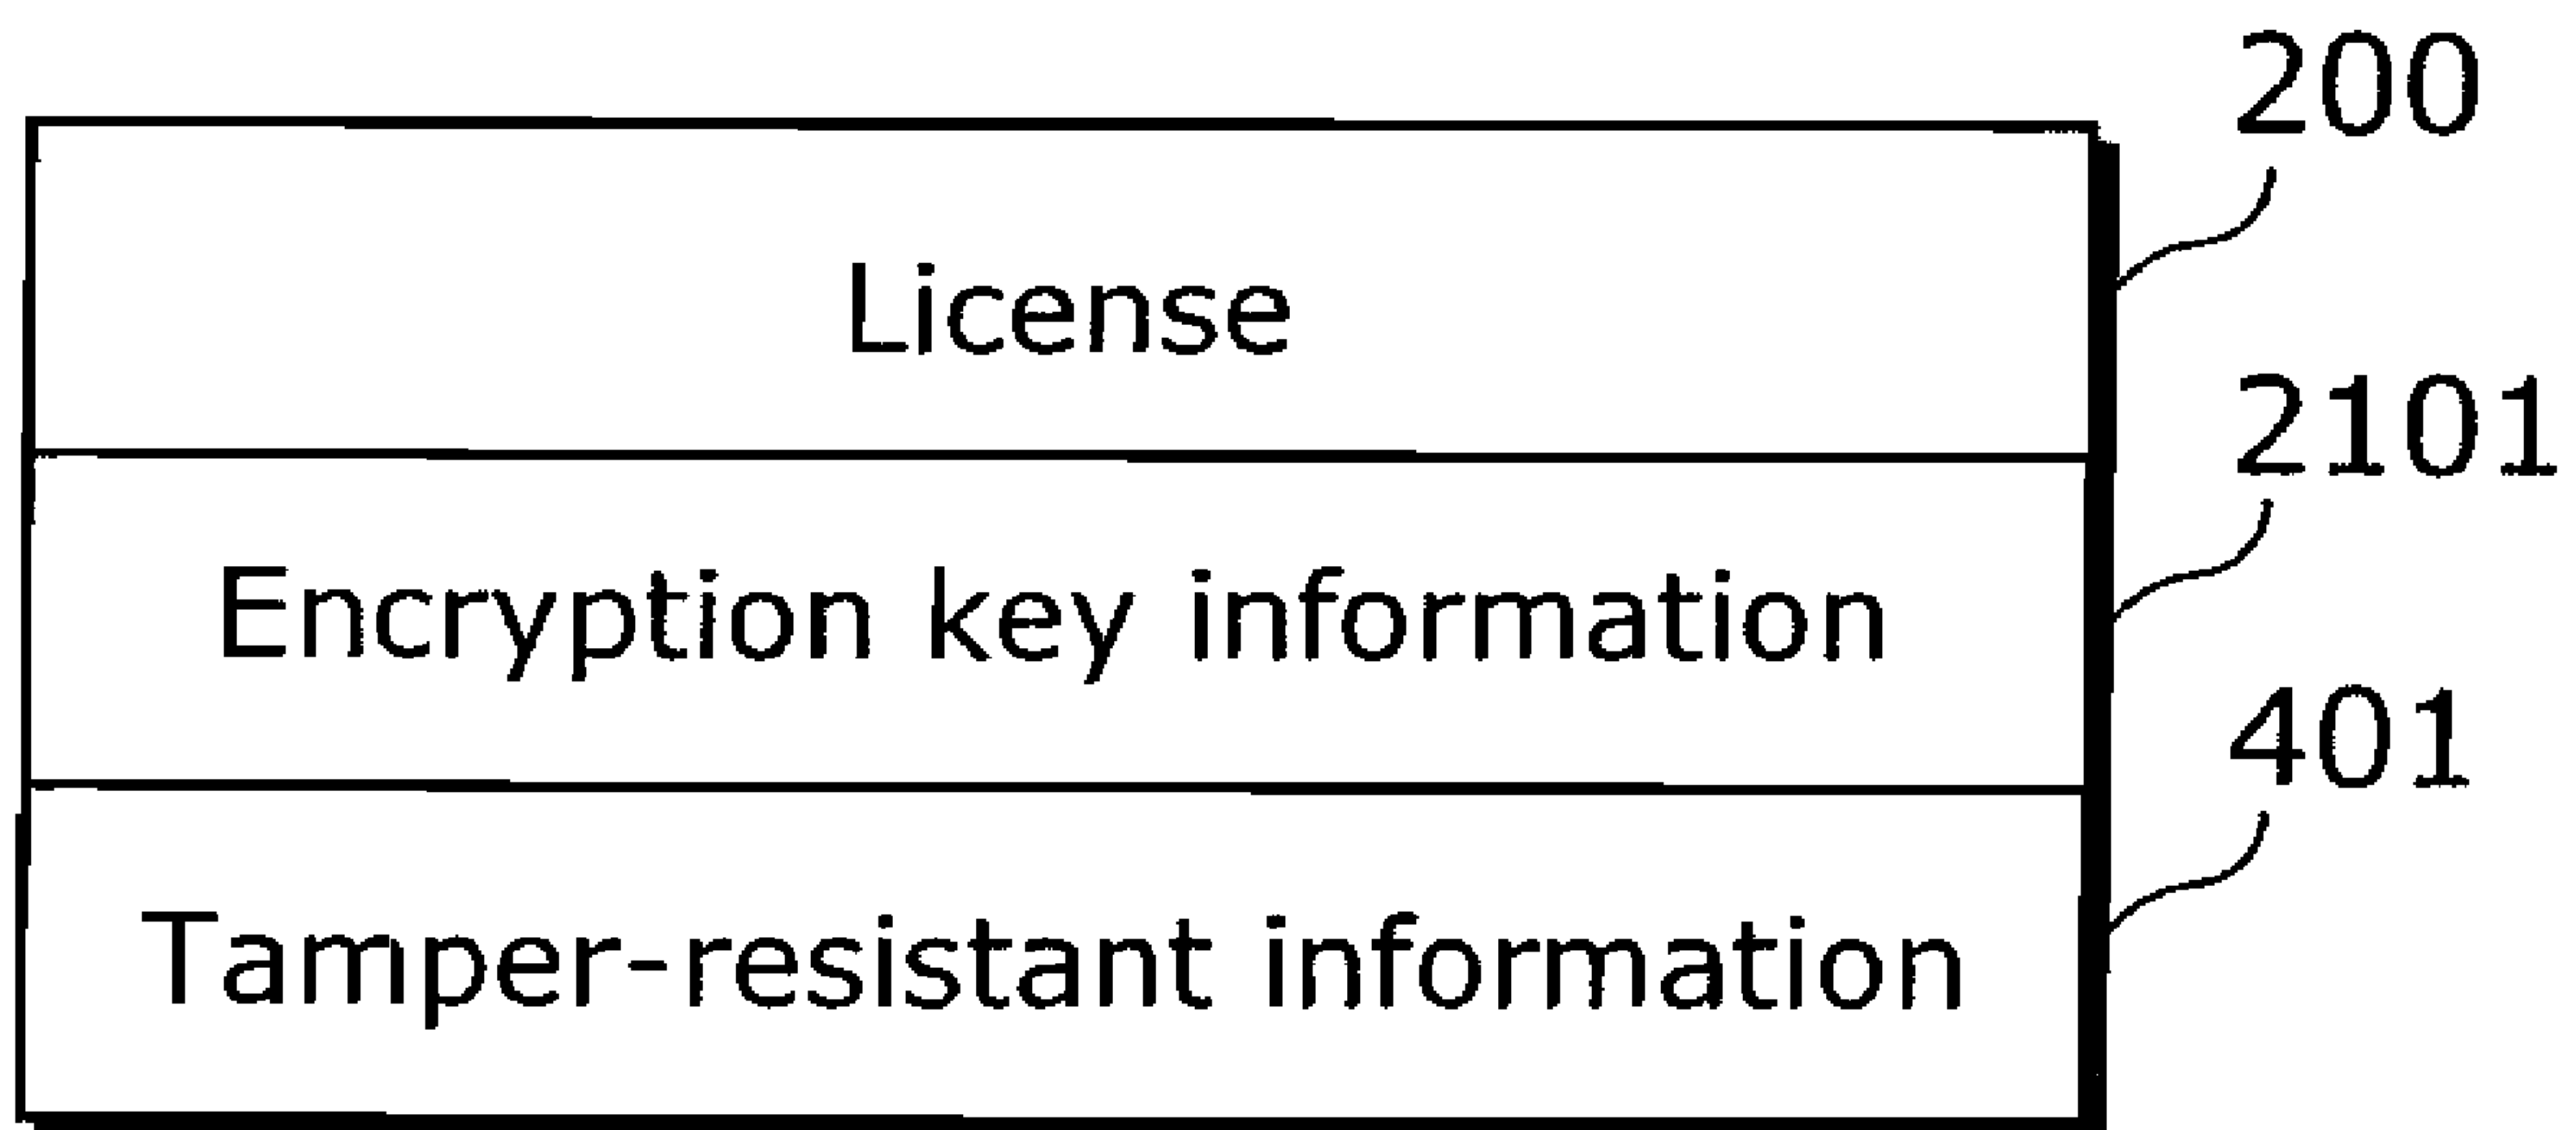 200
License
2101
Encryption key information
401
Tamper-resistant information